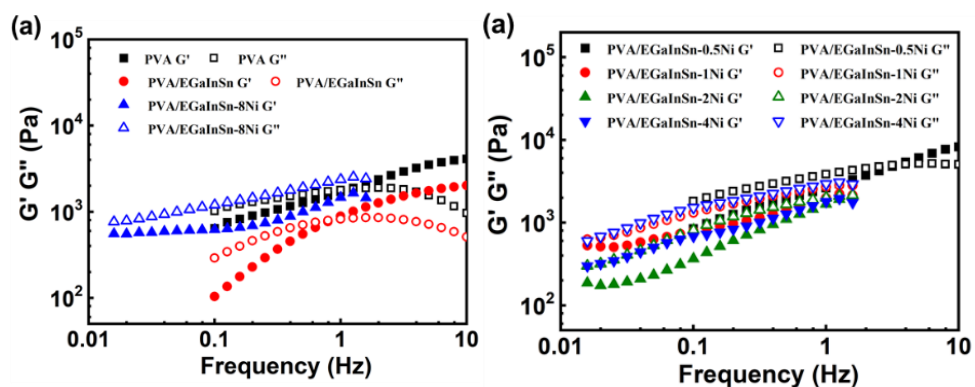 (a)
10^5
10^4
10^3
10^2
G' G'' (Pa)
PVA G' PVA G''
PVA/EGaInSn G' PVA/EGaInSn G''
PVA/EGaInSn-8Ni G'
PVA/EGaInSn-8Ni G''
0.01 0.1 1 10
Frequency (Hz)
(a)
10^5
10^4
10^3
10^2
G' G'' (Pa)
PVA/EGaInSn-0.5Ni G' PVA/EGaInSn-0.5Ni G''
PVA/EGaInSn-1Ni G' PVA/EGaInSn-1Ni G''
PVA/EGaInSn-2Ni G' PVA/EGaInSn-2Ni G''
PVA/EGaInSn-4Ni G' PVA/EGaInSn-4Ni G''
0.01 0.1 1 10
Frequency (Hz)